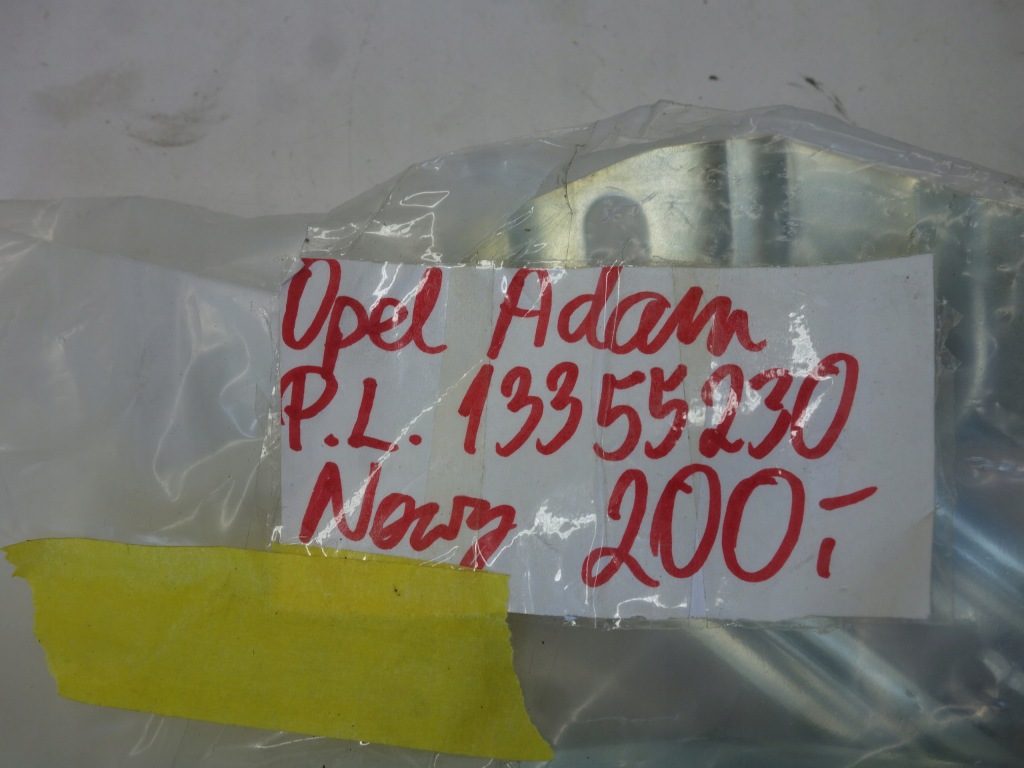 Opel Adam
P.L. 13355230
Nowy 200,-